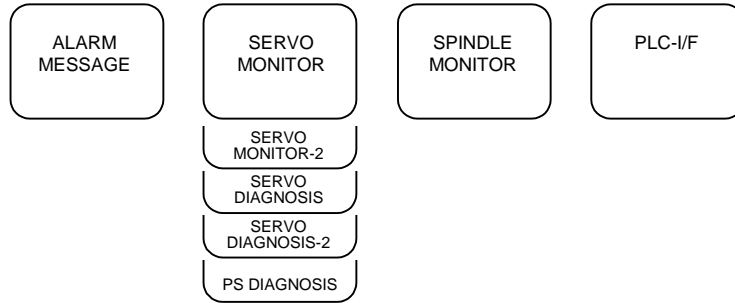 ALARM
MESSAGE
SERVO
MONITOR
SPINDLE
MONITOR
PLC-I/F
SERVO
MONITOR-2
SERVO
DIAGNOSIS
SERVO
DIAGNOSIS-2
PS DIAGNOSIS